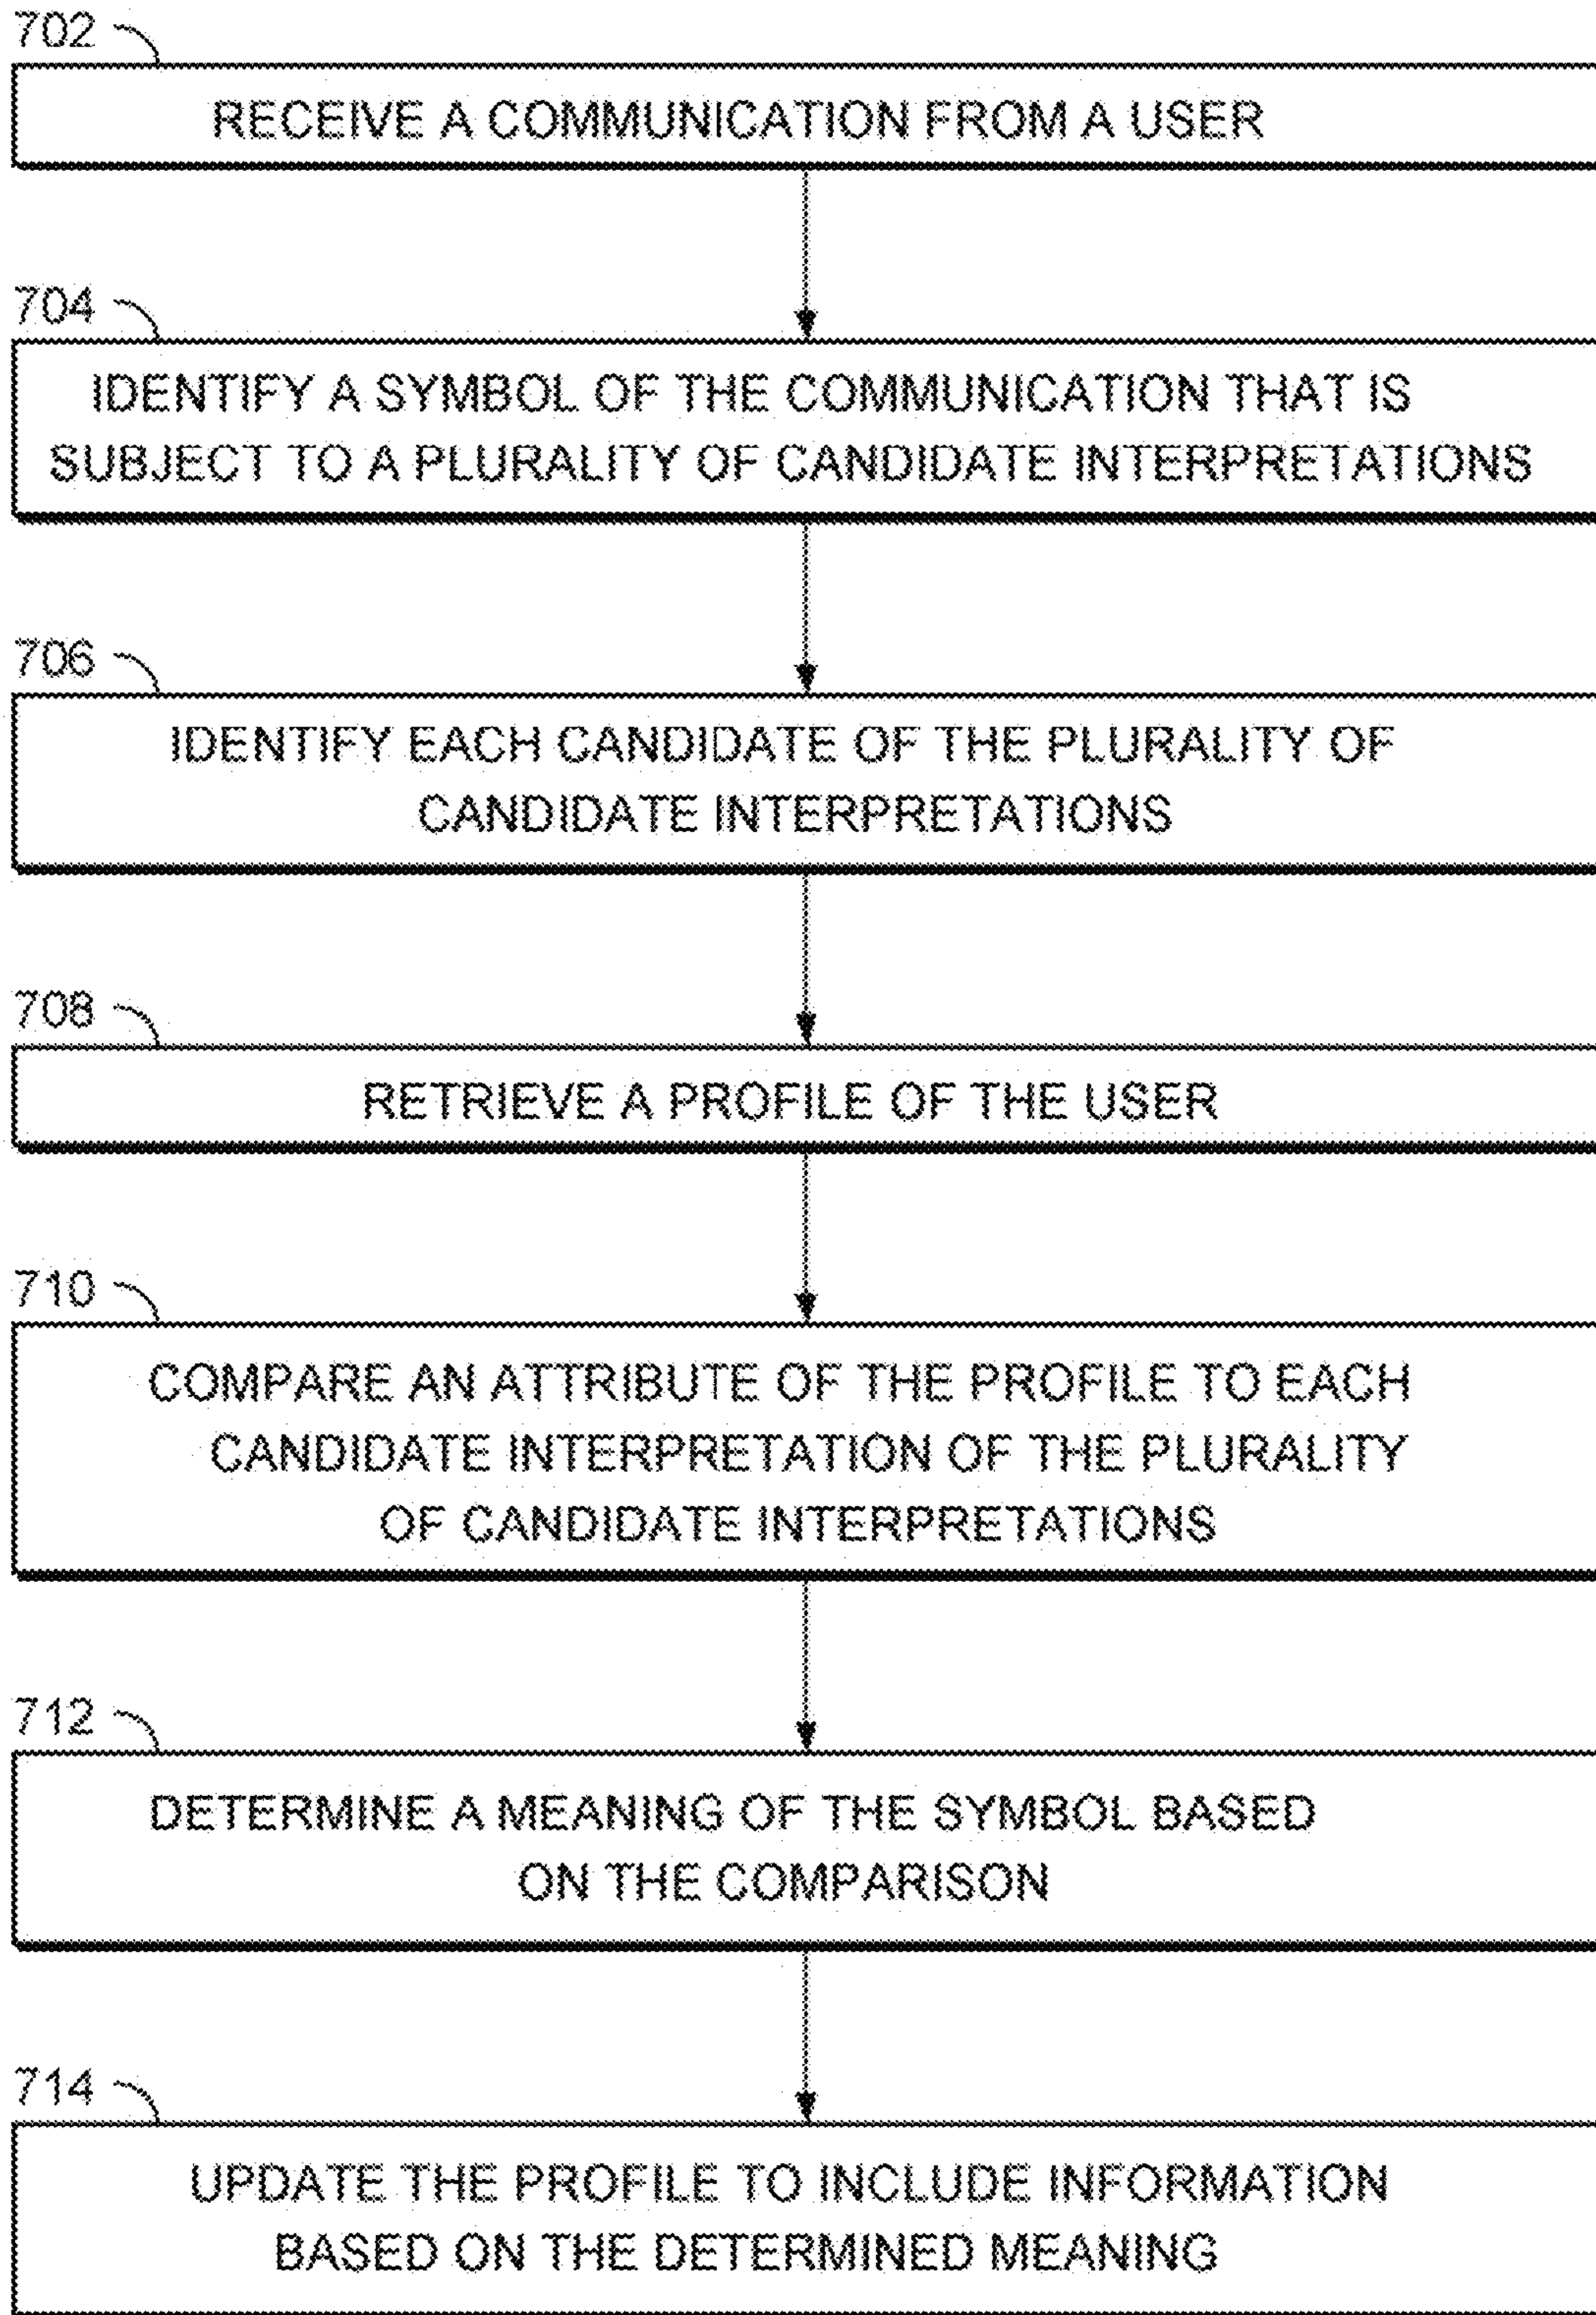 702
RECEIVE A COMMUNICATION FROM A USER
704
IDENTIFY A SYMBOL OF THE COMMUNICATION THAT IS
SUBJECT TO A PLURALITY OF CANDIDATE INTERPRETATIONS
706
IDENTIFY EACH CANDIDATE OF THE PLURALITY OF
CANDIDATE INTERPRETATIONS
708
RETRIEVE A PROFILE OF THE USER
710
COMPARE AN ATTRIBUTE OF THE PROFILE TO EACH
CANDIDATE INTERPRETATION OF THE PLURALITY
OF CANDIDATE INTERPRETATIONS
712
DETERMINE A MEANING OF THE SYMBOL BASED
ON THE COMPARISON
714
UPDATE THE PROFILE TO INCLUDE INFORMATION
BASED ON THE DETERMINED MEANING